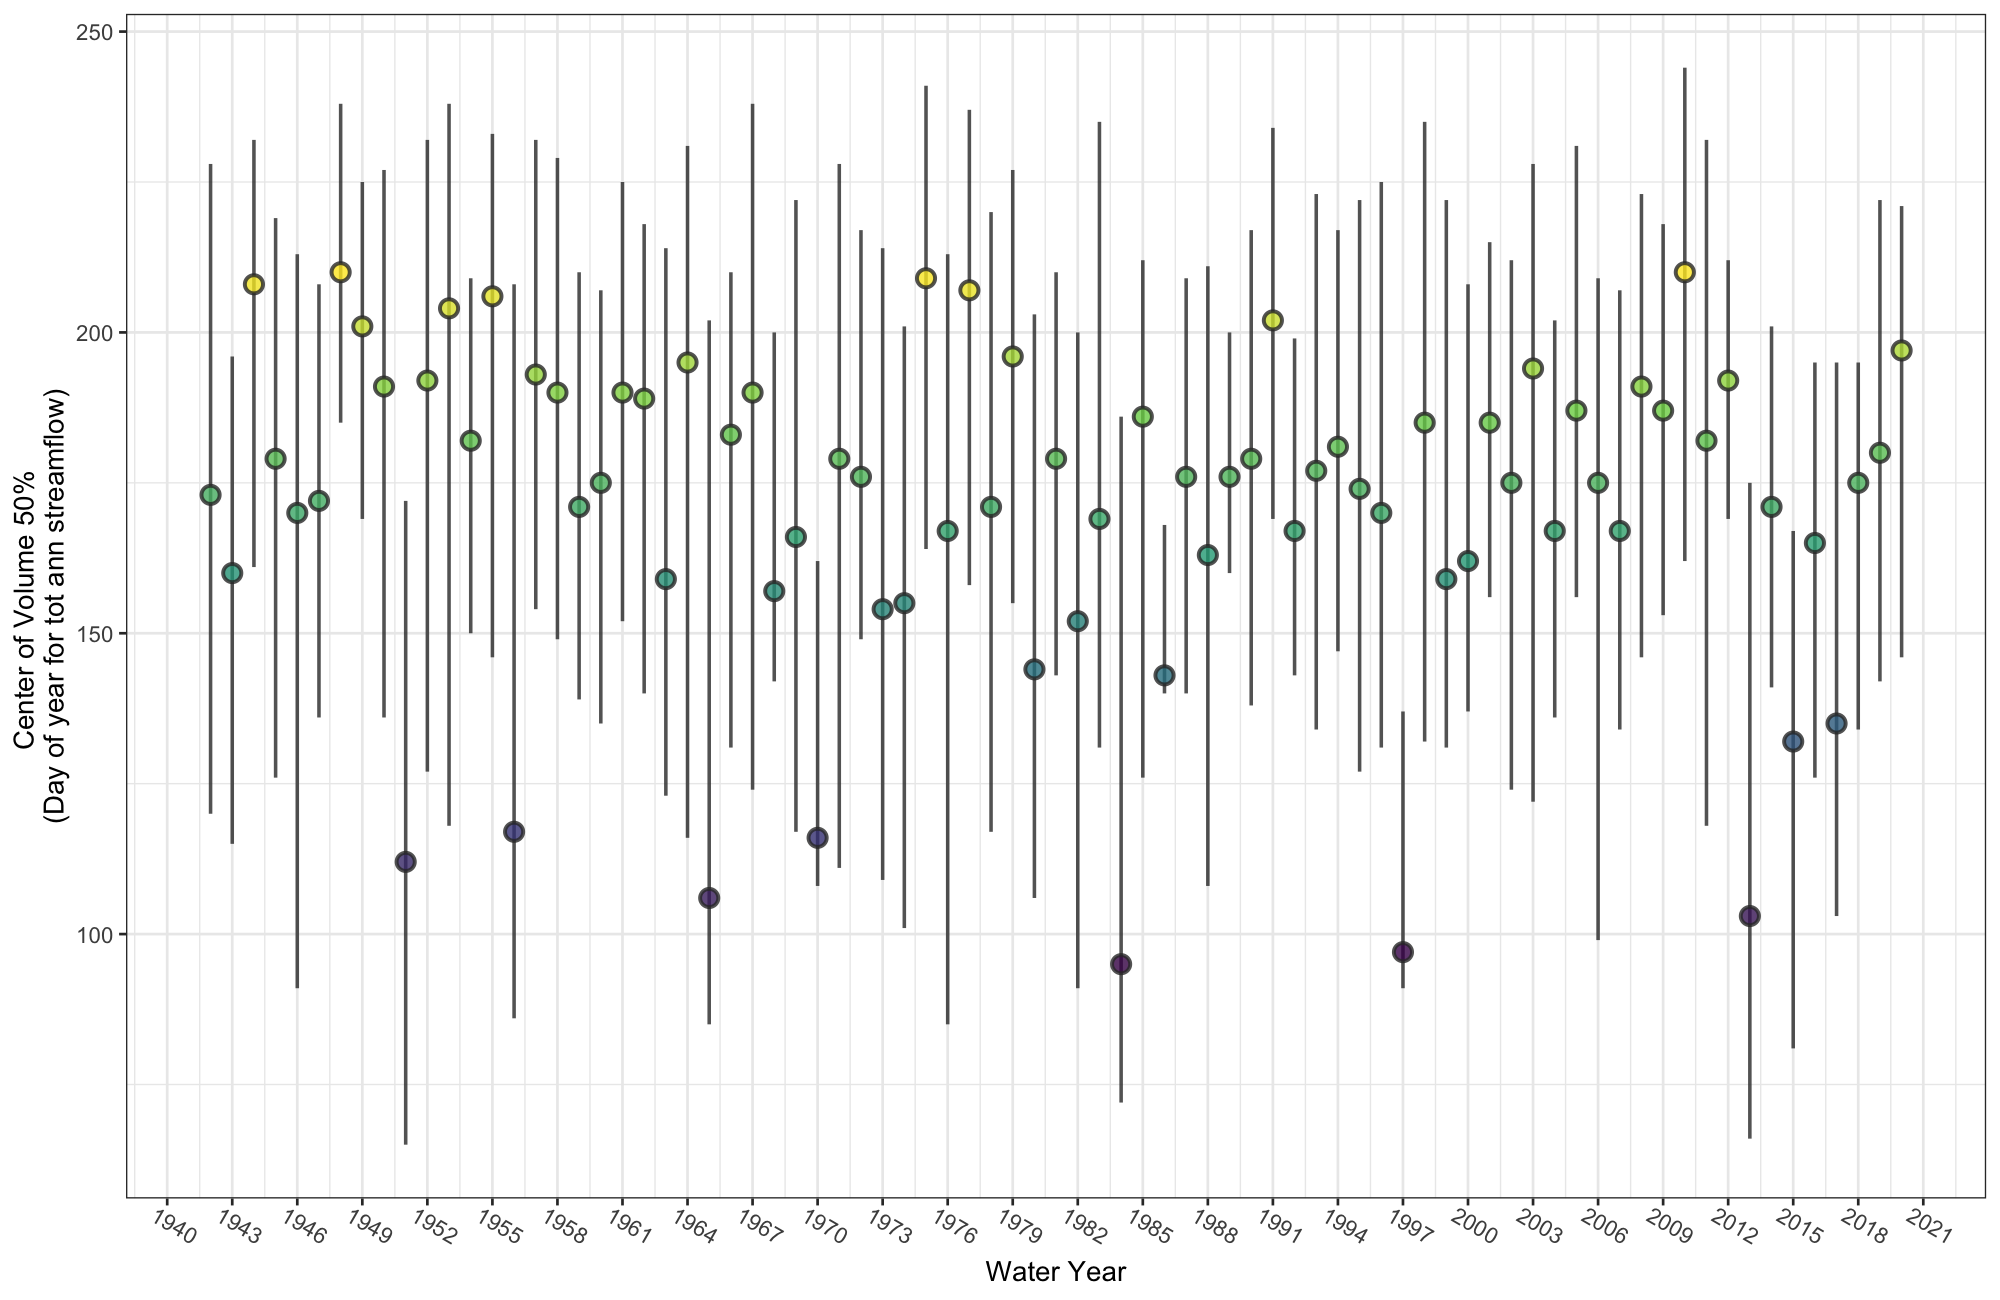 Center of Volume 50%
(Day of year for tot ann streamflow)
250
200
150
100
1940 1943 1946 1949 1952 1955 1958 1961 1964 1967 1970 1973 1976 1979 1982 1985 1988 1991 1994 1997 2000 2003 2006 2009 2012 2015 2018 2021
Water Year